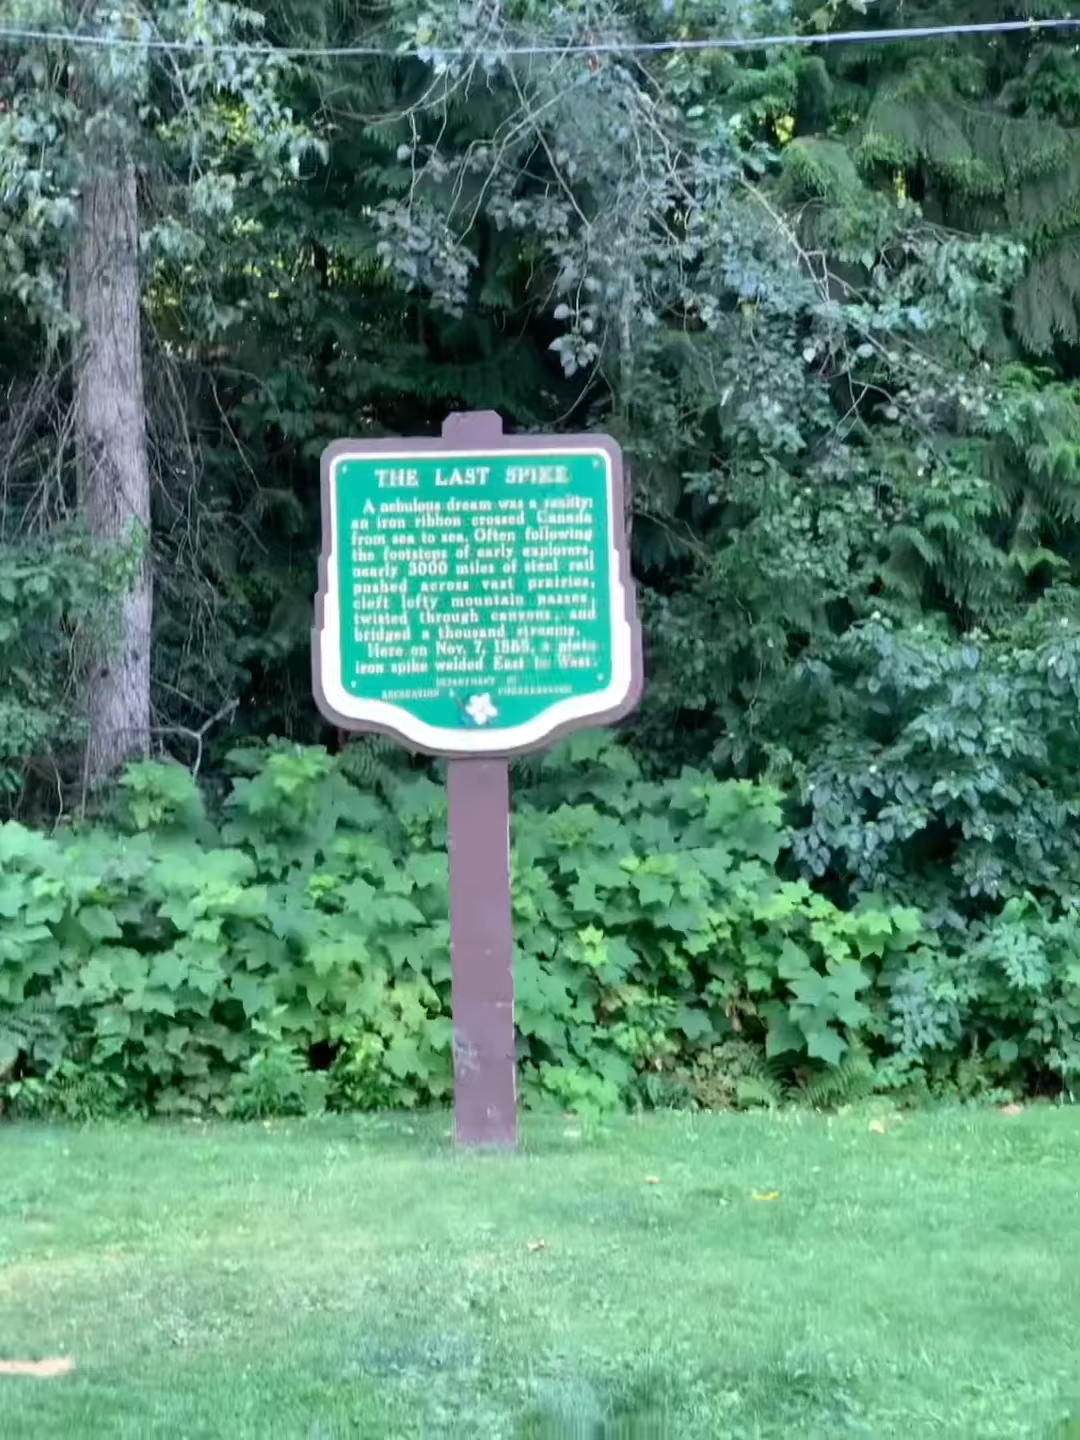 THE LAST SPIKE
A nebulous dream was a reality:
an iron ribbon crossed Canada
from sea to sea. Often following
the footsteps of early explorers,
nearly 3000 miles of steel rail
pushed across vast prairies,
cleft lofty mountain passes,
twisted through canyons, and
bridged a thousand streams.
Here on Nov. 7, 1885, a plain
iron spike welded East to West.
DEPARTMENT OF
RECREATION &